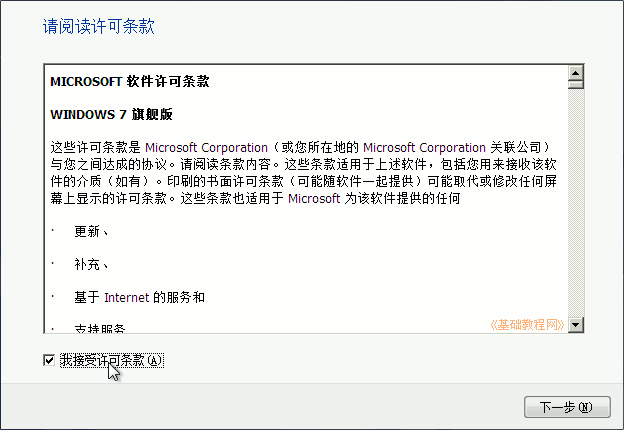 请阅读许可条款
MICROSOFT 软件许可条款
WINDOWS 7 旗舰版
这些许可条款是 Microsoft Corporation（或您所在地的 Microsoft Corporation 关联公司）
与您之间达成的协议。请阅读条款内容。这些条款适用于上述软件，包括您用来接收该软
件的介质（如有）。印刷的书面许可条款（可能随软件一起提供）可能取代或修改任何屏
幕上显示的许可条款。这些条款也适用于 Microsoft 为该软件提供的任何
· 更新、
· 补充、
· 基于 Internet 的服务和
· 支持服务
《基础教程网》
我接受许可条款(A)
下一步(N)